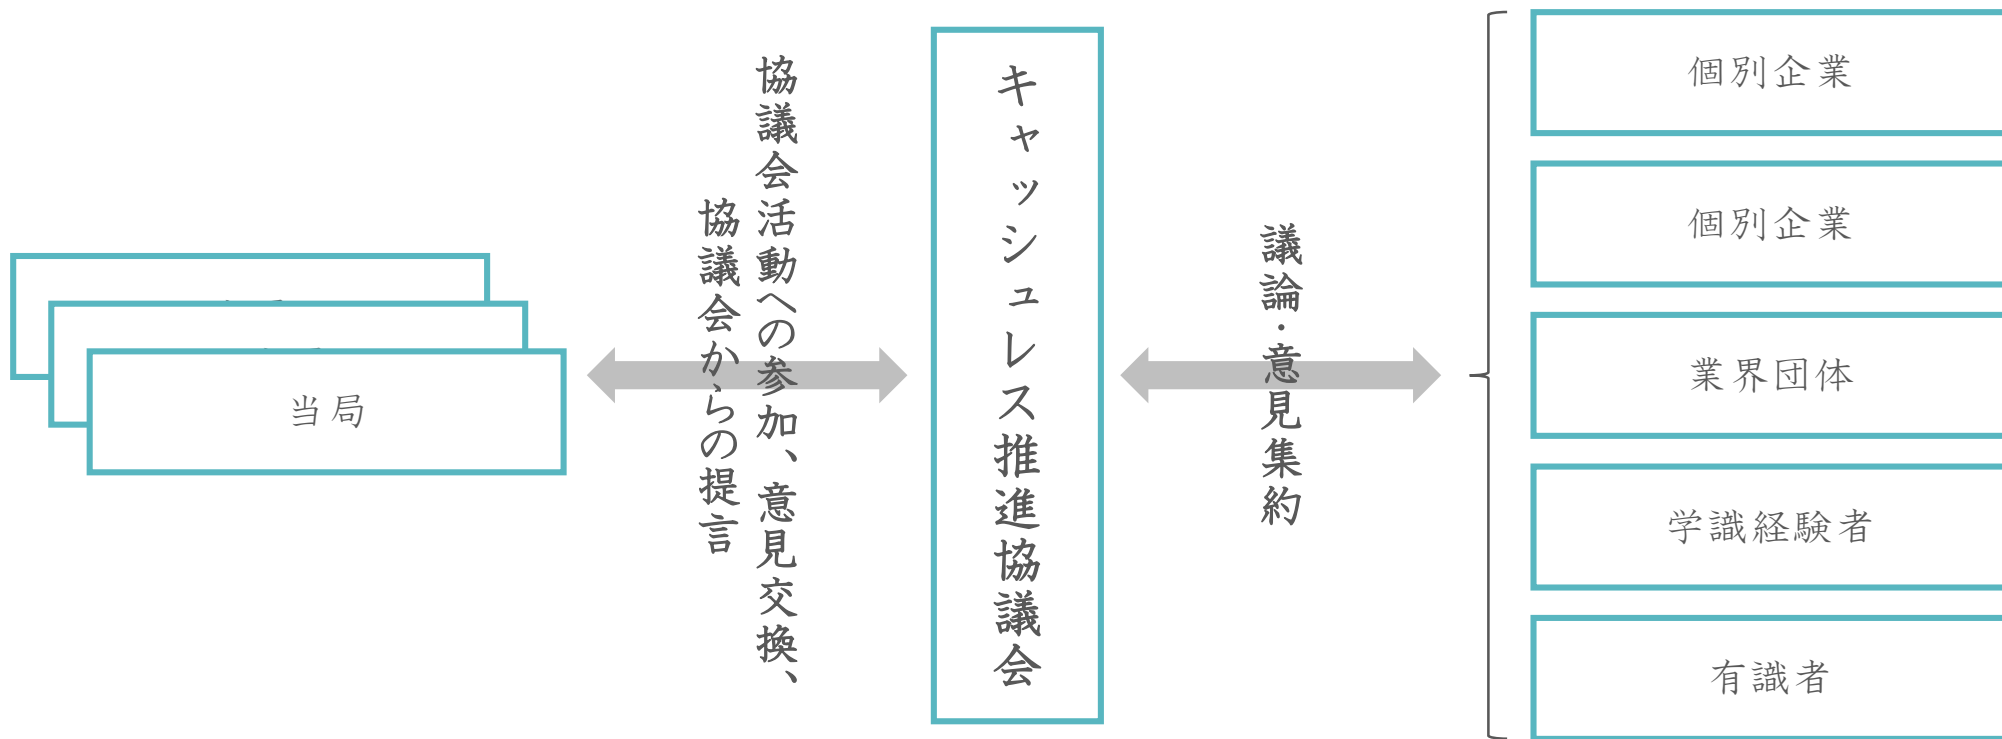 当局
協議会活動への参加、意見交換、
協議会からの提言
キャッシュレス推進協議会
議論・意見集約
個別企業
個別企業
業界団体
学識経験者
有識者